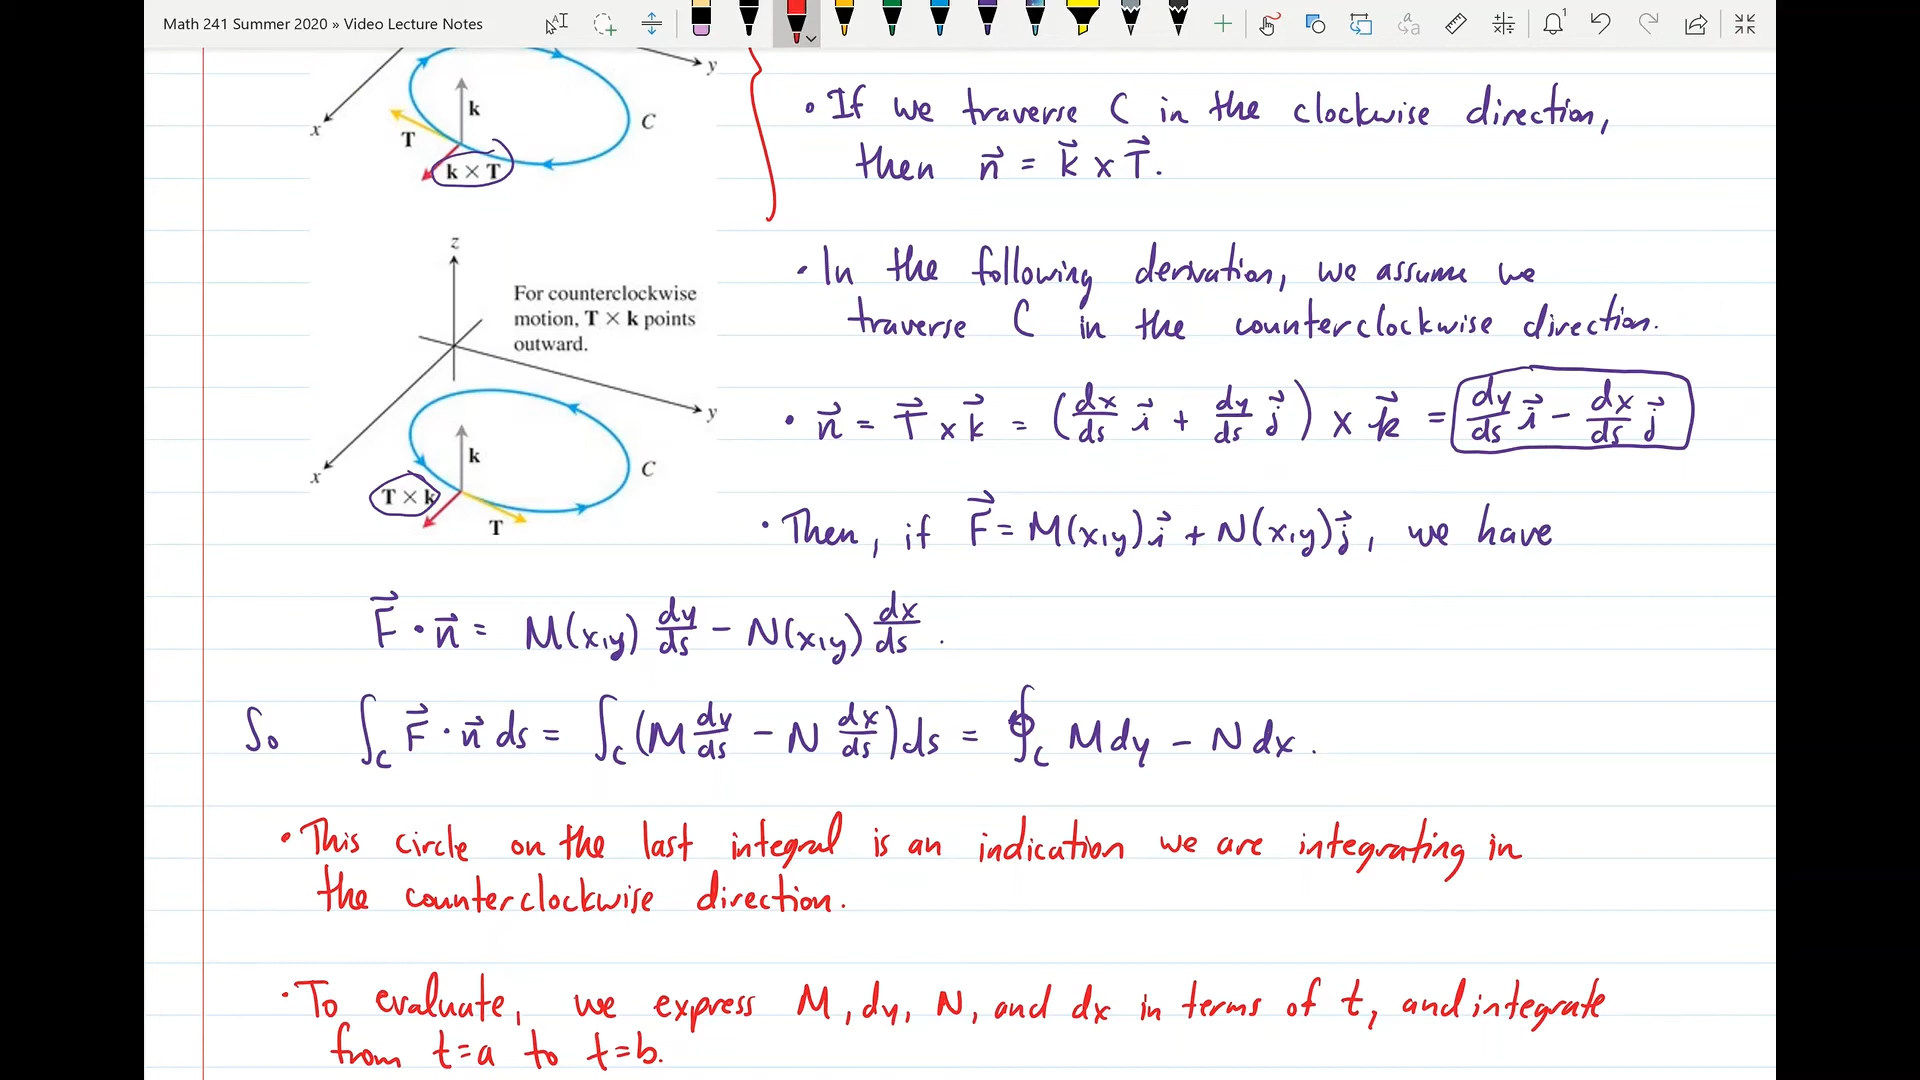 Math 241 Summer 2020 » Video Lecture Notes
y
x
k
T
C
k × T
• If we traverse C in the clockwise direction,
then n⃗ = k⃗ x T⃗.
z
For counterclockwise
motion, T × k points
outward.
y
x
k
C
T × k
T
• In the following derivation, we assume we
traverse C in the counterclockwise direction.
• n⃗ = T⃗ x k⃗ = (dx/ds i⃗ + dy/ds j⃗) x k⃗ = dy/ds i⃗ - dx/ds j⃗
• Then, if F⃗ = M(x,y)i⃗ + N(x,y)j⃗, we have
F⃗ · n⃗ = M(x,y) dy/ds - N(x,y) dx/ds.
So ∫_C F⃗ · n⃗ ds = ∫_C (M dy/ds - N dx/ds) ds = ∮_C M dy - N dx.
• This circle on the last integral is an indication we are integrating in
the counterclockwise direction.
• To evaluate, we express M, dy, N, and dx in terms of t, and integrate
from t=a to t=b.